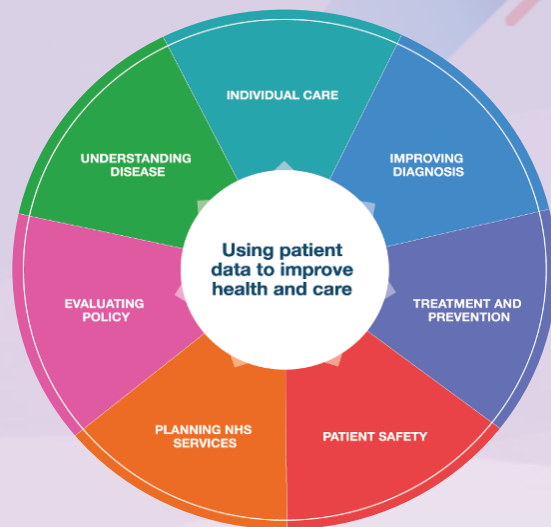 INDIVIDUAL CARE
IMPROVING
DIAGNOSIS
TREATMENT AND
PREVENTION
PATIENT SAFETY
PLANNING NHS
SERVICES
EVALUATING
POLICY
UNDERSTANDING
DISEASE
Using patient
data to improve
health and care